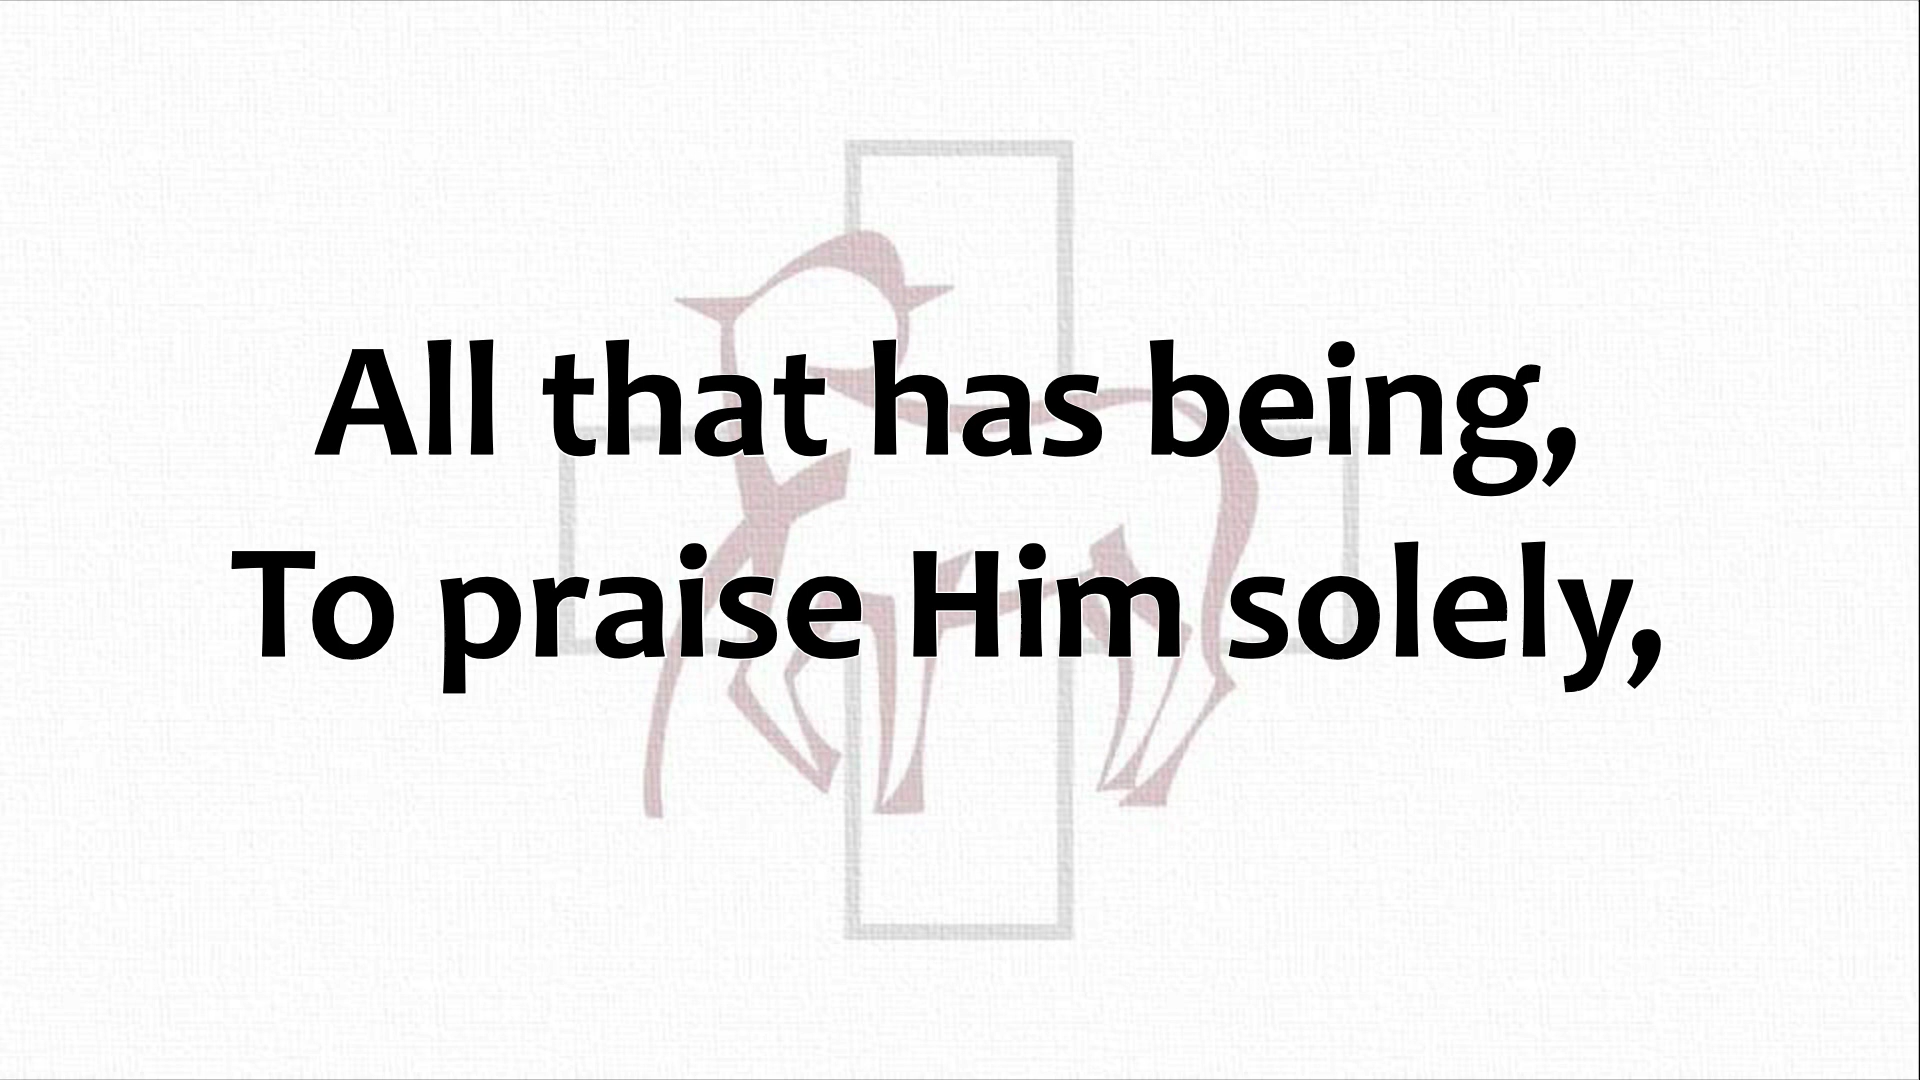 All that has being,
To praise Him solely,